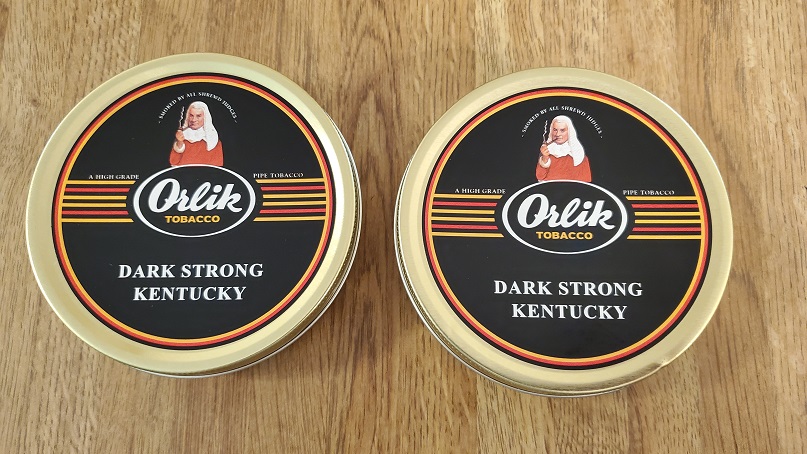 - SMOKED BY ALL SHREWD JUDGES -
A HIGH GRADE PIPE TOBACCO
Orlik
TOBACCO
DARK STRONG
KENTUCKY
- SMOKED BY ALL SHREWD JUDGES -
A HIGH GRADE PIPE TOBACCO
Orlik
TOBACCO
DARK STRONG
KENTUCKY